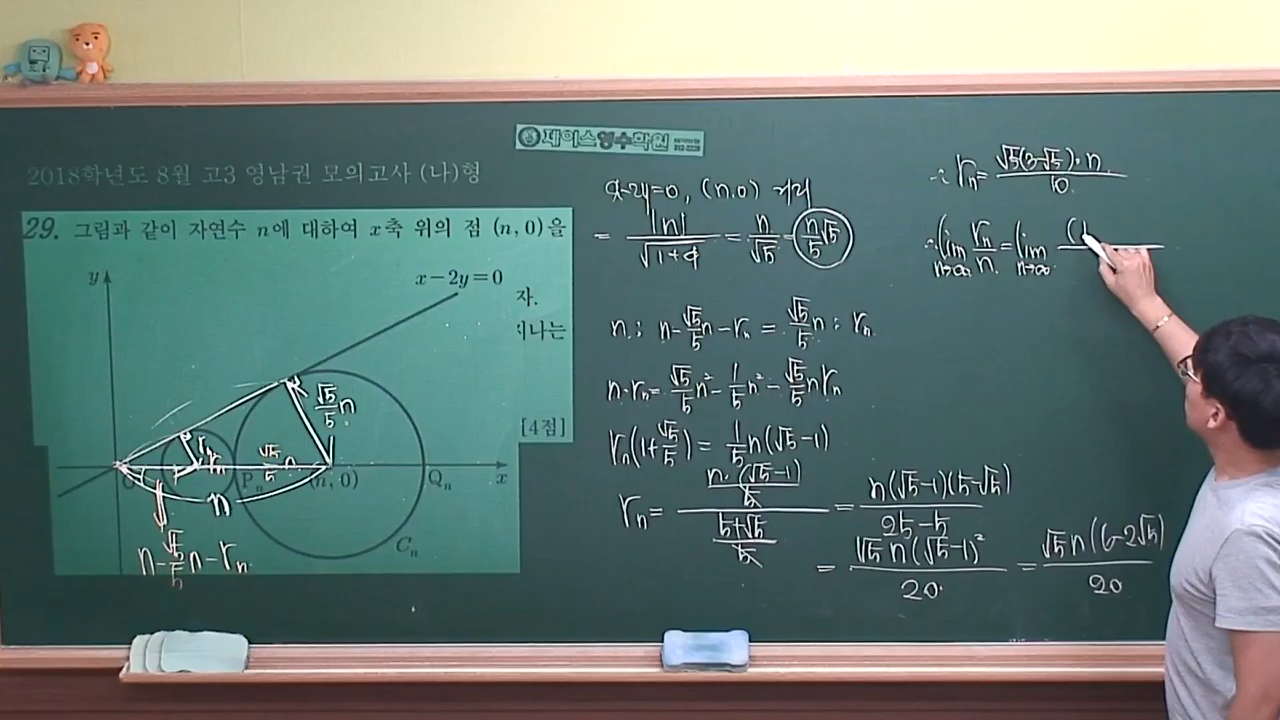 제이스영수학원
2018학년도 8월 고3 영남권 모의고사 (나)형
29. 그림과 같이 자연수 n에 대하여 x축 위의 점 (n, 0)을
자.
나는
[4점]
y
x−2y=0
√5/5 n
r_n
r_n
√5/5 n
O
P_n
(n, 0)
Q_n
x
n
C_n
n−√5/5 n−r_n
x−2y=0, (n,0) 거리
= |n|/√(1+4) = n/√5 = n/5 √5
n : n−√5/5 n−r_n = √5/5 n : r_n
n·r_n = √5/5 n² − 1/5 n² − √5/5 n r_n
r_n(1+√5/5) = 1/5 n(√5−1)
r_n = (n·(√5−1)/5)/((5+√5)/5) = n(√5−1)(5−√5)/(25−5)
= √5 n(√5−1)²/20 = √5 n(6−2√5)/20
∴ r_n = √5(3−√5)·n/10
∴ lim n→∞ r_n/n = lim n→∞